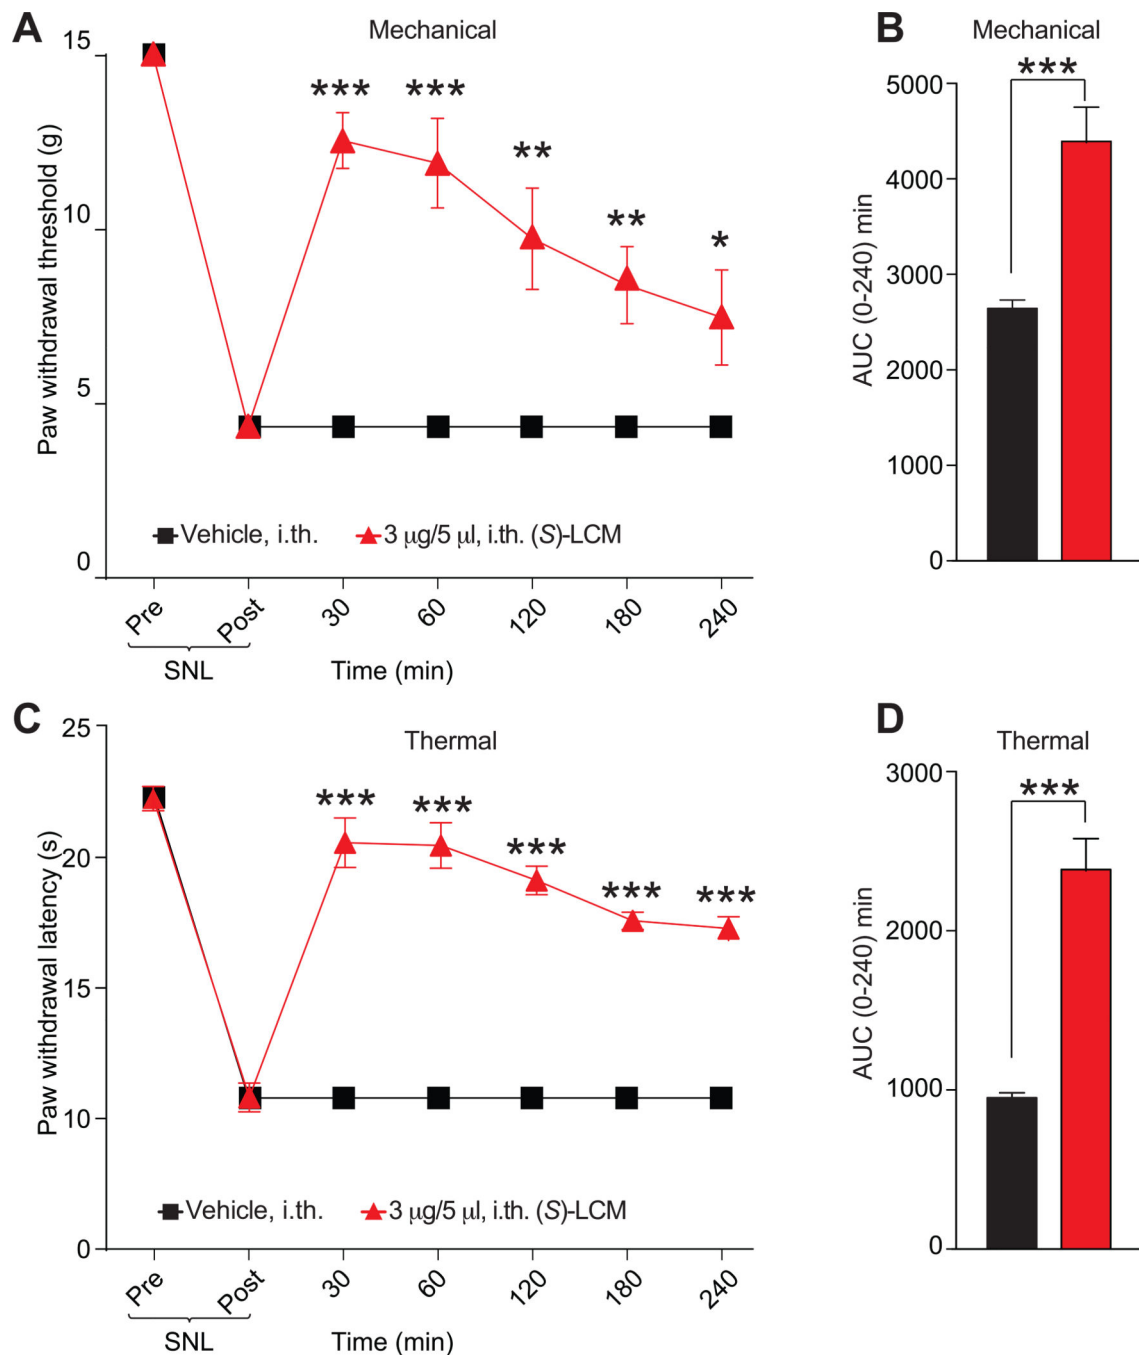 A
Mechanical
Paw withdrawal threshold (g)
15
10
5
0
***
***
**
**
*
Vehicle, i.th.
3 μg/5 μl, i.th. (S)-LCM
Pre
Post
30
60
120
180
240
SNL
Time (min)
B
Mechanical
AUC (0-240) min
5000
4000
3000
2000
1000
0
***
C
Thermal
Paw withdrawal latency (s)
25
20
15
10
0
***
***
***
***
***
Vehicle, i.th.
3 μg/5 μl, i.th. (S)-LCM
Pre
Post
30
60
120
180
240
SNL
Time (min)
D
Thermal
AUC (0-240) min
3000
2000
1000
0
***